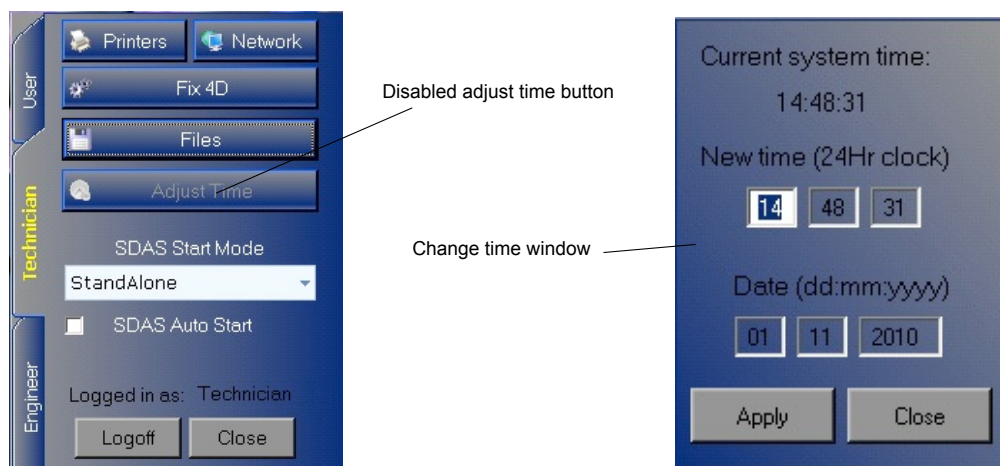 User
Technician
Engineer
Printers
Network
Fix 4D
Files
Adjust Time
SDAS Start Mode
StandAlone
SDAS Auto Start
Logged in as: Technician
Logoff
Close
Disabled adjust time button
Change time window
Current system time:
14:48:31
New time (24Hr clock)
14 48 31
Date (dd:mm:yyyy)
01 11 2010
Apply
Close